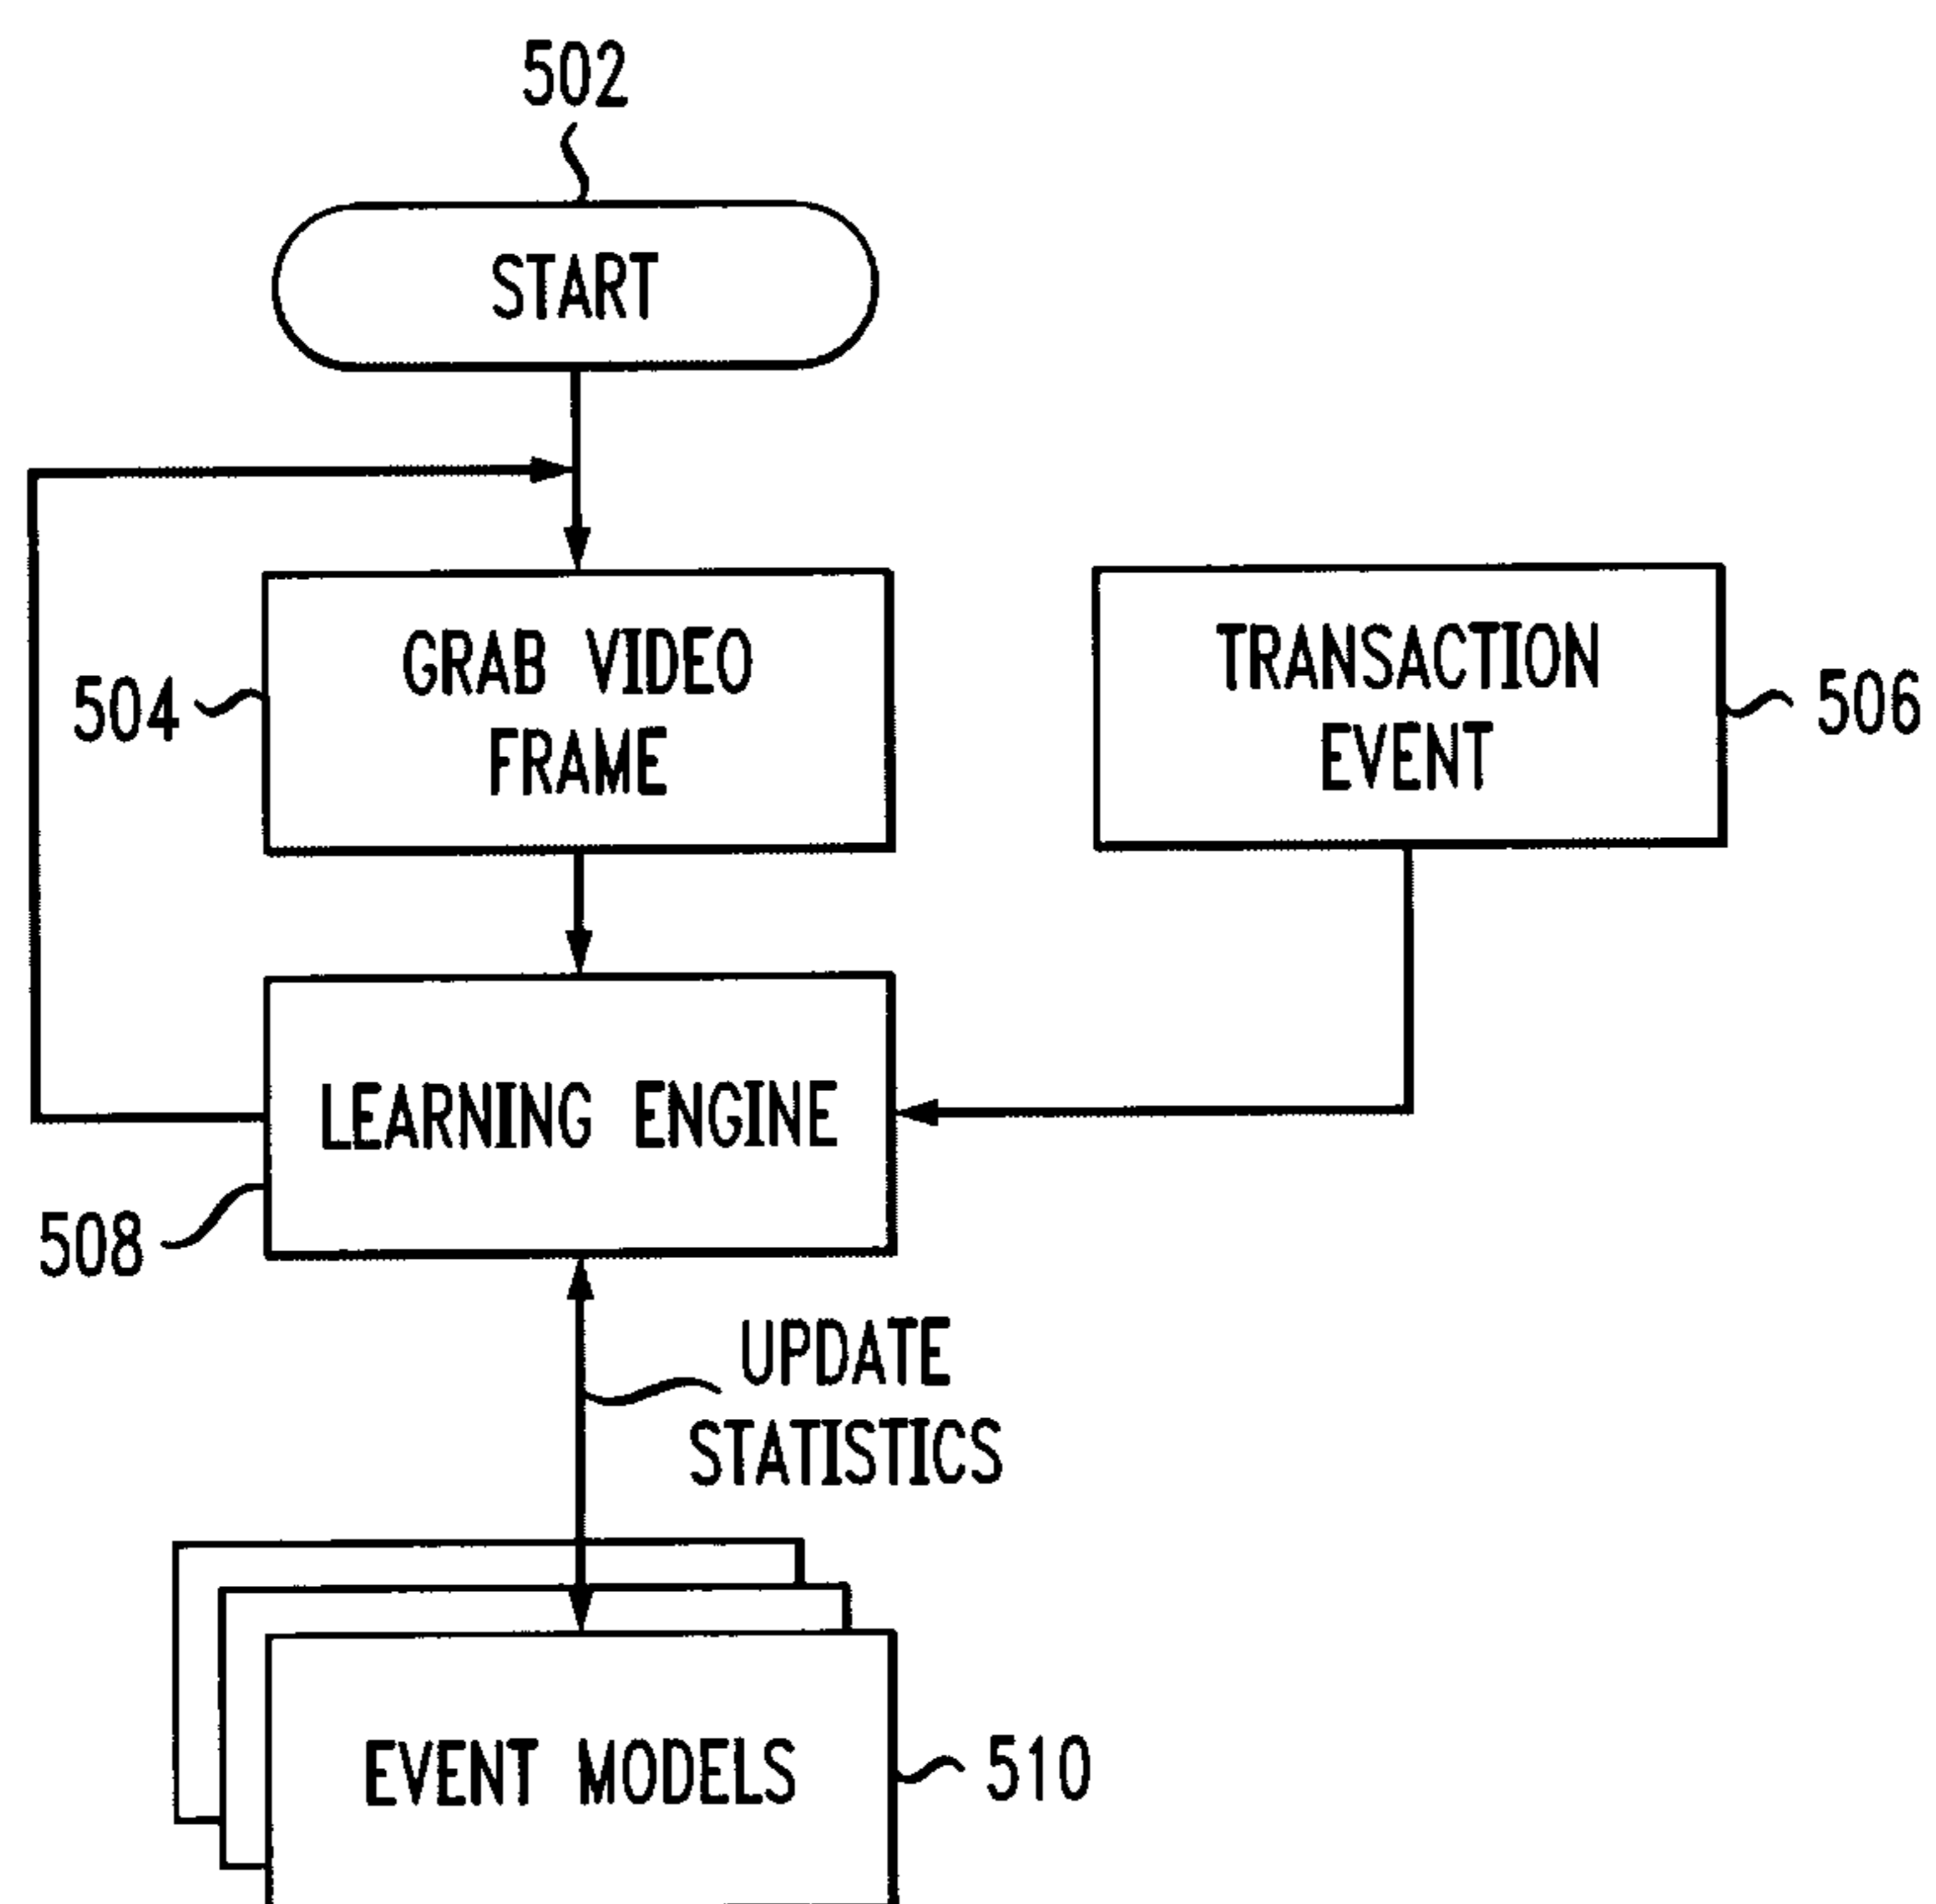 502
START
GRAB VIDEO
FRAME
504
TRANSACTION
EVENT
506
LEARNING ENGINE
508
UPDATE
STATISTICS
EVENT MODELS
510